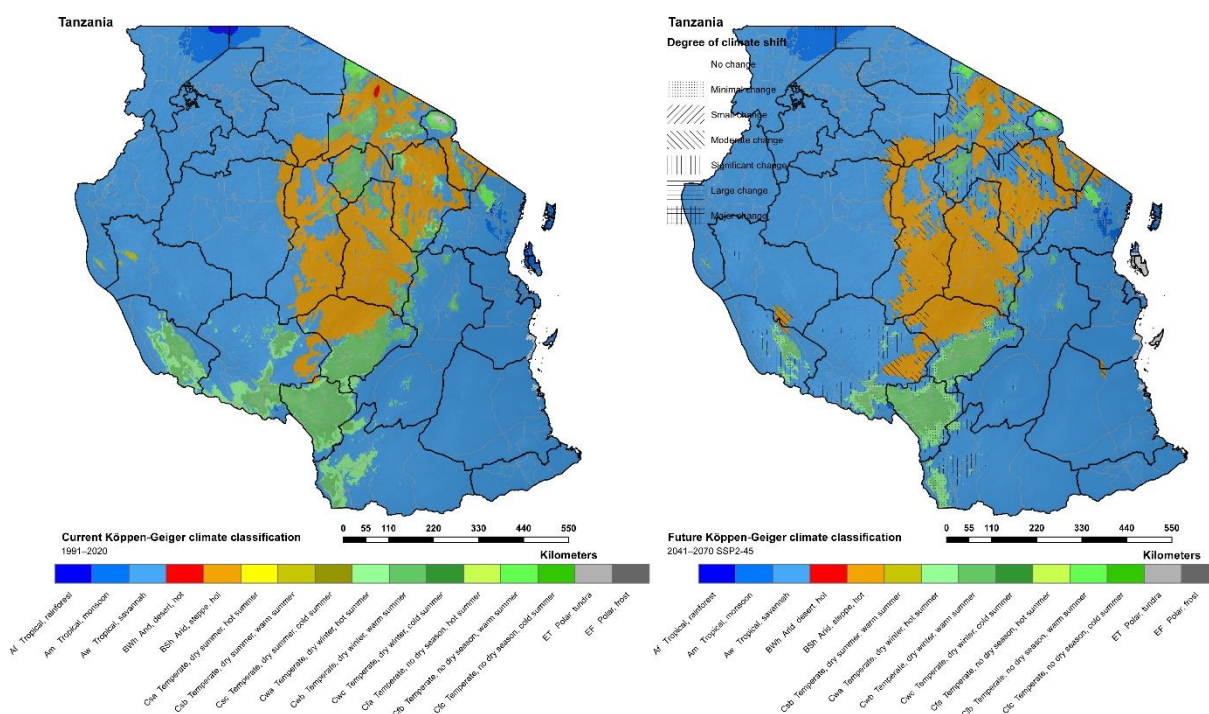 Tanzania
Current Köppen-Geiger climate classification
1991–2020
0 55 110 220 330 440 550
Kilometers
Af Tropical, rainforest
Am Tropical, monsoon
Aw Tropical, savannah
BWh Arid, desert, hot
BSh Arid, steppe, hot
Csa Temperate, dry summer, hot summer
Csb Temperate, dry summer, warm summer
Csc Temperate, dry summer, cold summer
Cwa Temperate, dry winter, hot summer
Cwb Temperate, dry winter, warm summer
Cwc Temperate, dry winter, cold summer
Cfa Temperate, no dry season, hot summer
Cfb Temperate, no dry season, warm summer
Cfc Temperate, no dry season, cold summer
ET Polar, tundra
EF Polar, frost
Tanzania
Degree of climate shift
No change
Minimal change
Small change
Moderate change
Significant change
Large change
Major change
Future Köppen-Geiger climate classification
2041–2070 SSP2-45
0 55 110 220 330 440 550
Kilometers
Af Tropical, rainforest
Am Tropical, monsoon
Aw Tropical, savannah
BWh Arid, desert, hot
BSh Arid, steppe, hot
Csb Temperate, dry summer, warm summer
Cwa Temperate, dry winter, hot summer
Cwb Temperate, dry winter, warm summer
Cwc Temperate, dry winter, cold summer
Cfa Temperate, no dry season, hot summer
Cfb Temperate, no dry season, warm summer
Cfc Temperate, no dry season, cold summer
ET Polar, tundra
EF Polar, frost